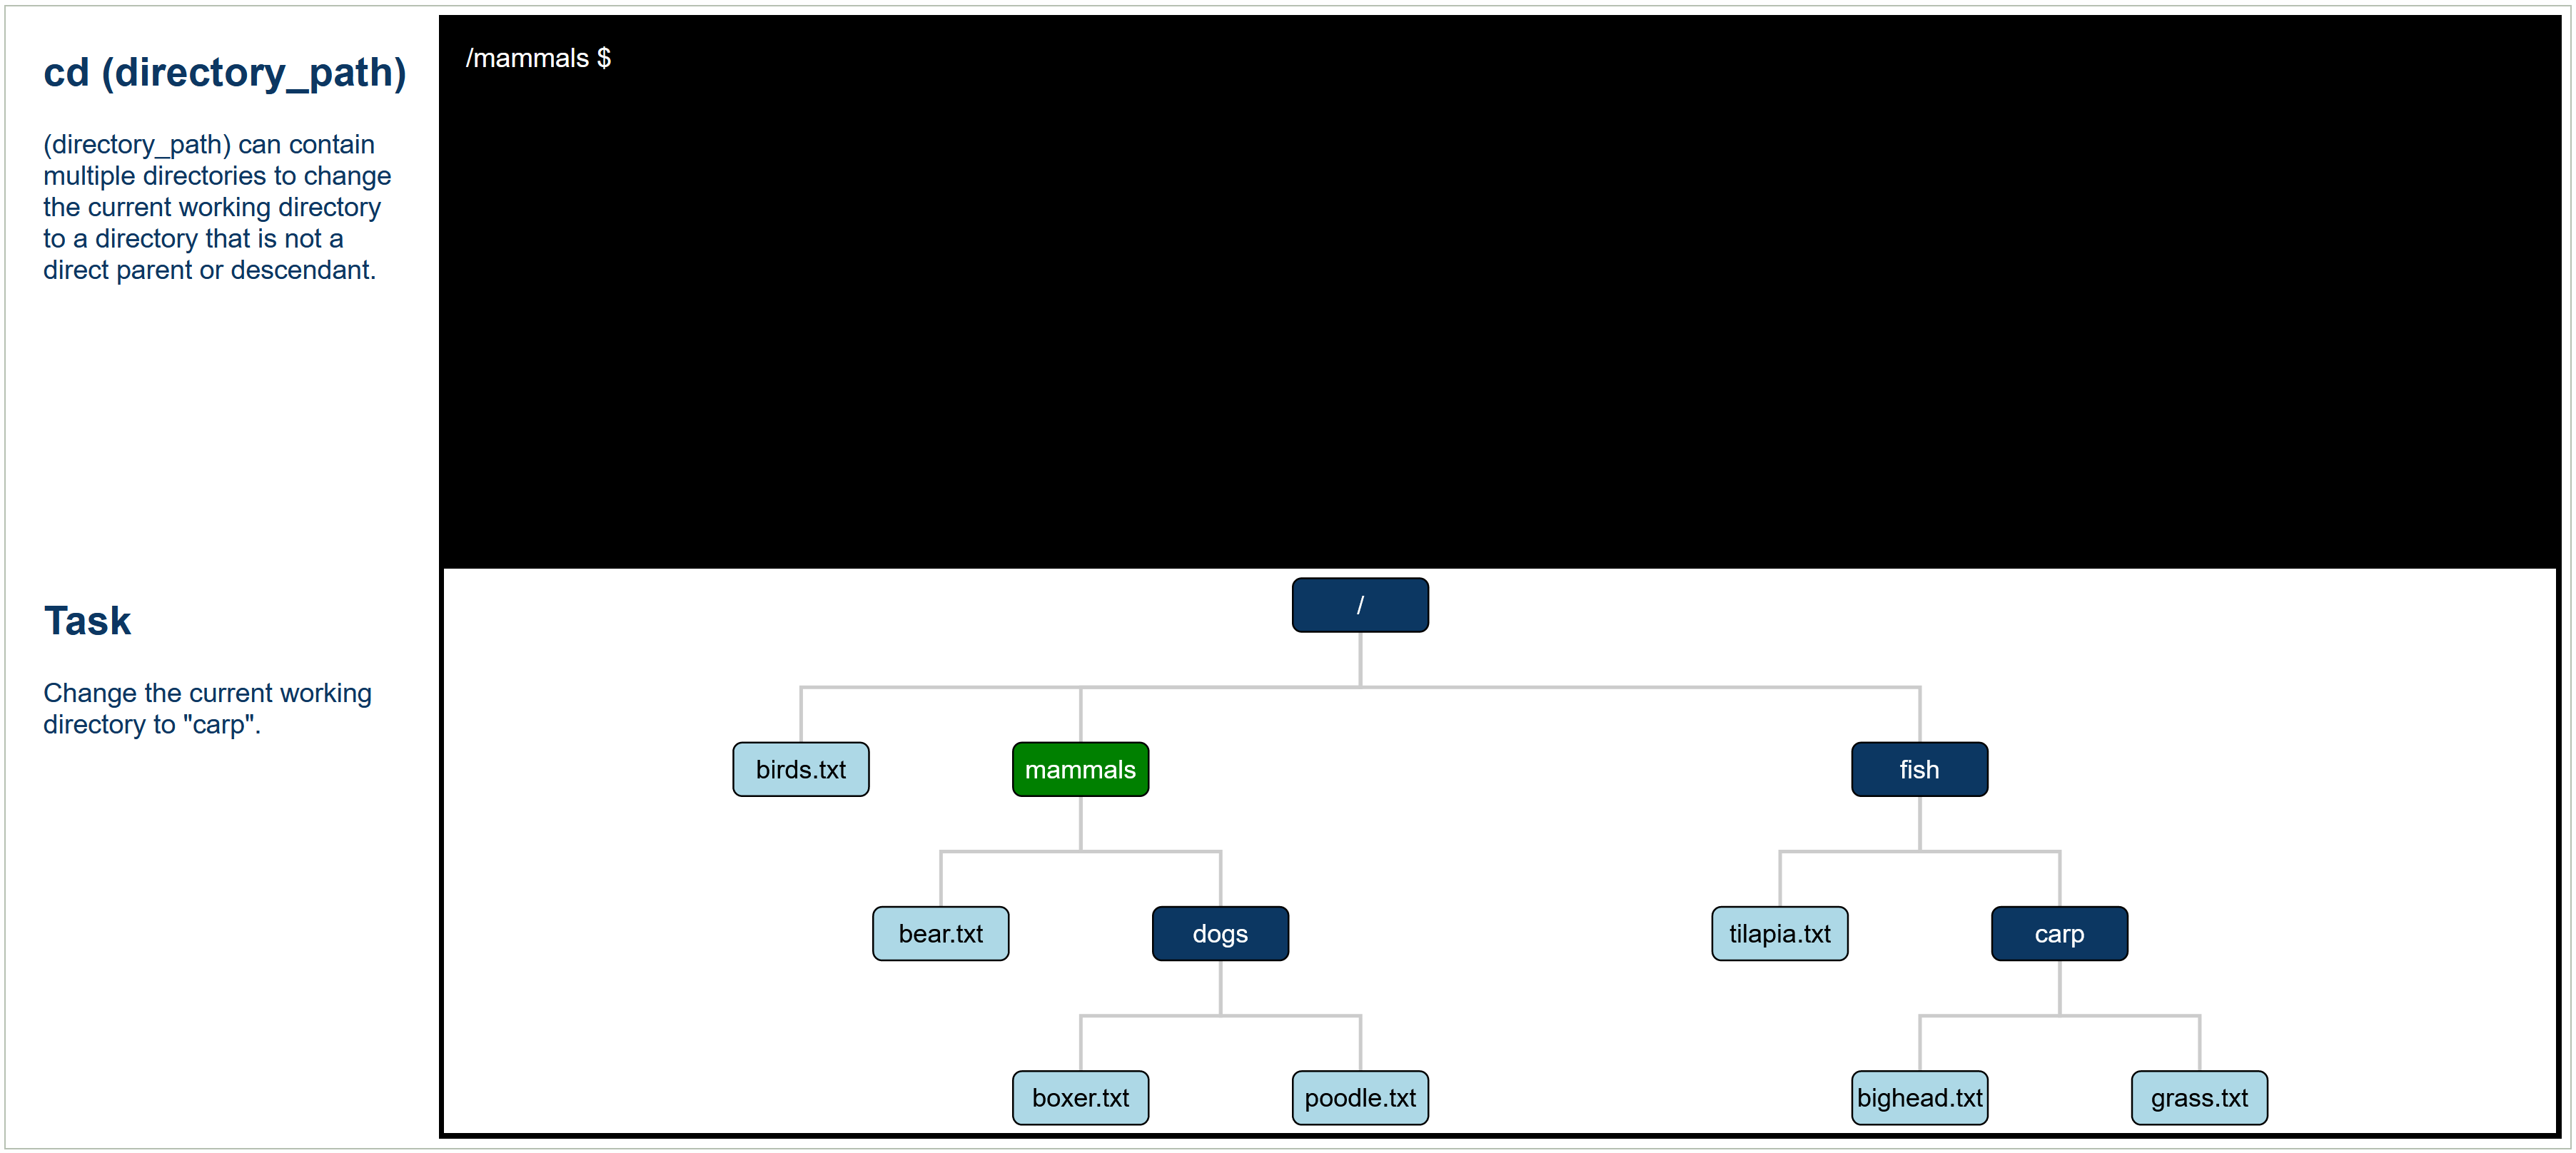 cd (directory_path)
(directory_path) can contain
multiple directories to change
the current working directory
to a directory that is not a
direct parent or descendant.
Task
Change the current working
directory to "carp".
/mammals $
/
birds.txt
mammals
fish
bear.txt
dogs
tilapia.txt
carp
boxer.txt
poodle.txt
bighead.txt
grass.txt